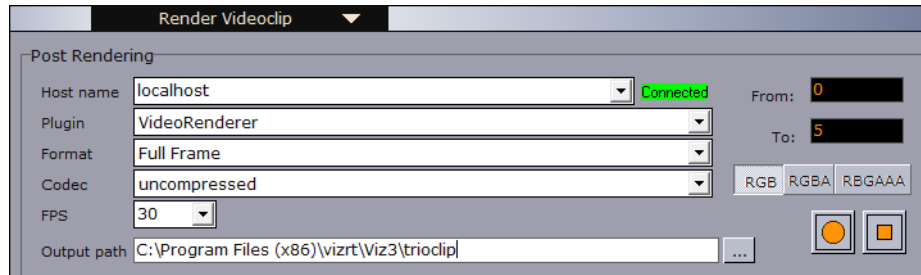 Render Videoclip
Post Rendering
Host name localhost Connected From: 0
Plugin VideoRenderer To: 5
Format Full Frame
Codec uncompressed RGB RGBA RBGAAA
FPS 30
Output path C:\Program Files (x86)\vizrt\Viz3\trioclip ...